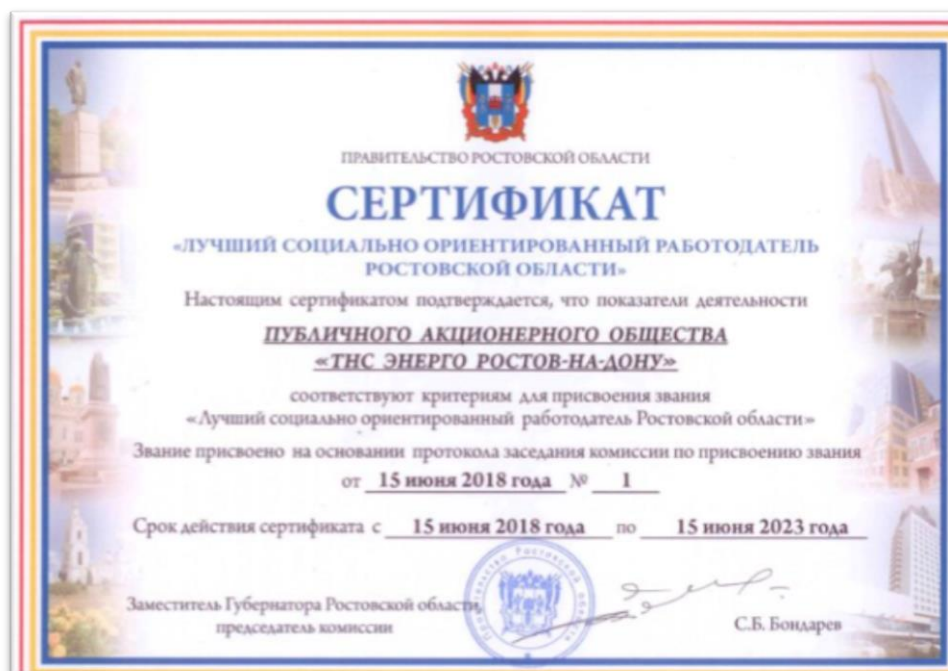 ПРАВИТЕЛЬСТВО РОСТОВСКОЙ ОБЛАСТИ
СЕРТИФИКАТ
«ЛУЧШИЙ СОЦИАЛЬНО ОРИЕНТИРОВАННЫЙ РАБОТОДАТЕЛЬ
РОСТОВСКОЙ ОБЛАСТИ»
Настоящим сертификатом подтверждается, что показатели деятельности
ПУБЛИЧНОГО АКЦИОНЕРНОГО ОБЩЕСТВА
«ТНС ЭНЕРГО РОСТОВ-НА-ДОНУ»
соответствуют критериям для присвоения звания
«Лучший социально ориентированный работодатель Ростовской области»
Звание присвоено на основании протокола заседания комиссии по присвоению звания
от 15 июня 2018 года № 1
Срок действия сертификата с 15 июня 2018 года по 15 июня 2023 года
Правительство Ростовской области
Заместитель Губернатора Ростовской области,
председатель комиссии
С.Б. Бондарев